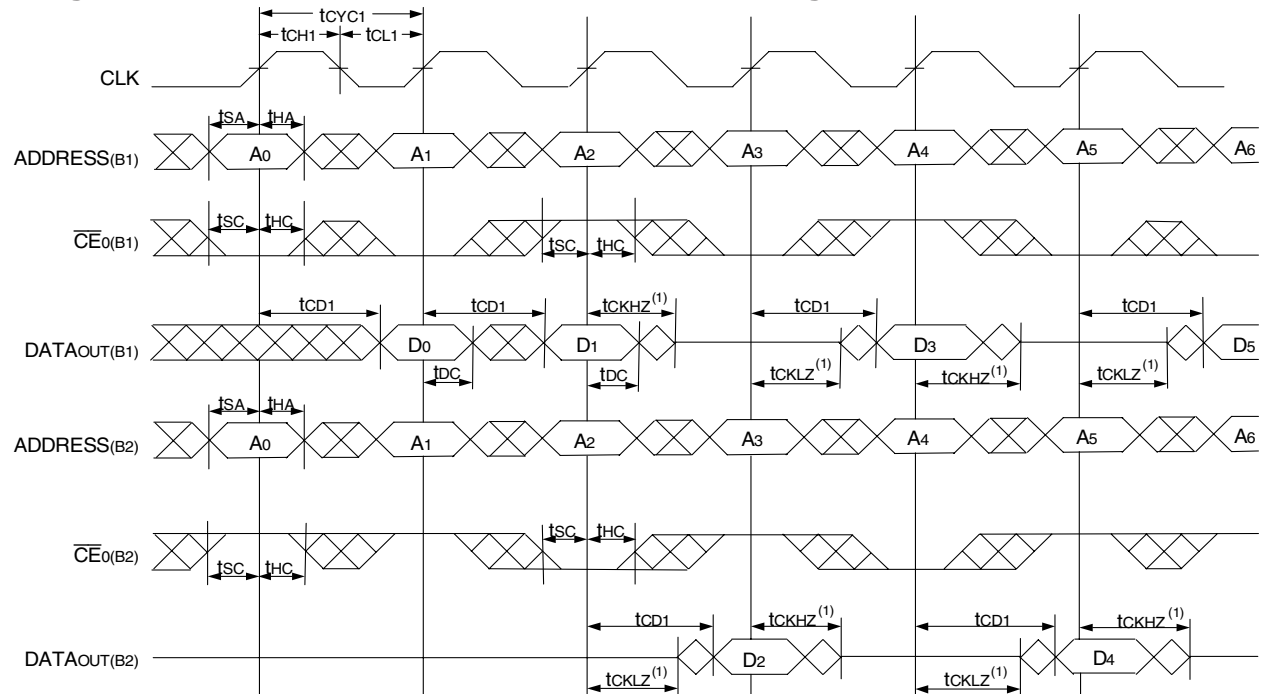 tCYC1
tCH1 tCL1
CLK
tSA tHA
ADDRESS(B1) A0 A1 A2 A3 A4 A5 A6
tSC tHC
CE0(B1)
tSC tHC
tCD1 tCD1 tCKHZ(1) tCD1 tCD1
DATAOUT(B1) D0 D1 D3 D5
tDC tDC tCKLZ(1) tCKHZ(1) tCKLZ(1)
tSA tHA
ADDRESS(B2) A0 A1 A2 A3 A4 A5 A6
tSC tHC
CE0(B2)
tSC tHC
tCD1 tCKHZ(1) tCD1 tCKHZ(1)
DATAOUT(B2) D2 D4
tCKLZ(1) tCKLZ(1)